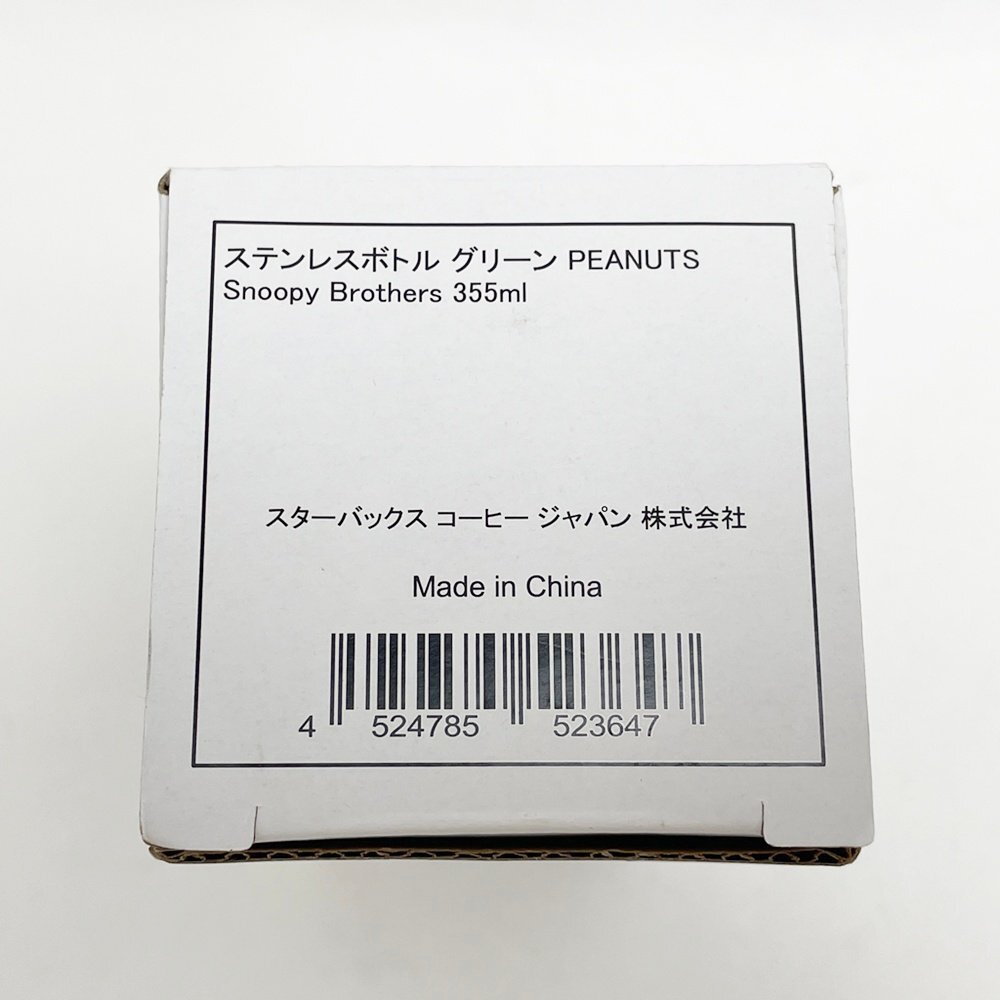 ステンレスボトル グリーン PEANUTS
Snoopy Brothers 355ml
スターバックス コーヒー ジャパン 株式会社
Made in China
4 524785 523647